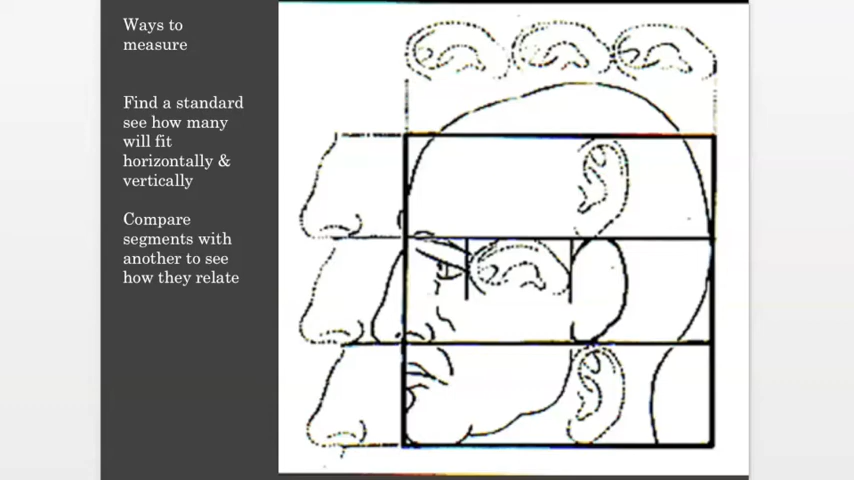 Ways to
measure
Find a standard
see how many
will fit
horizontally &
vertically
Compare
segments with
another to see
how they relate